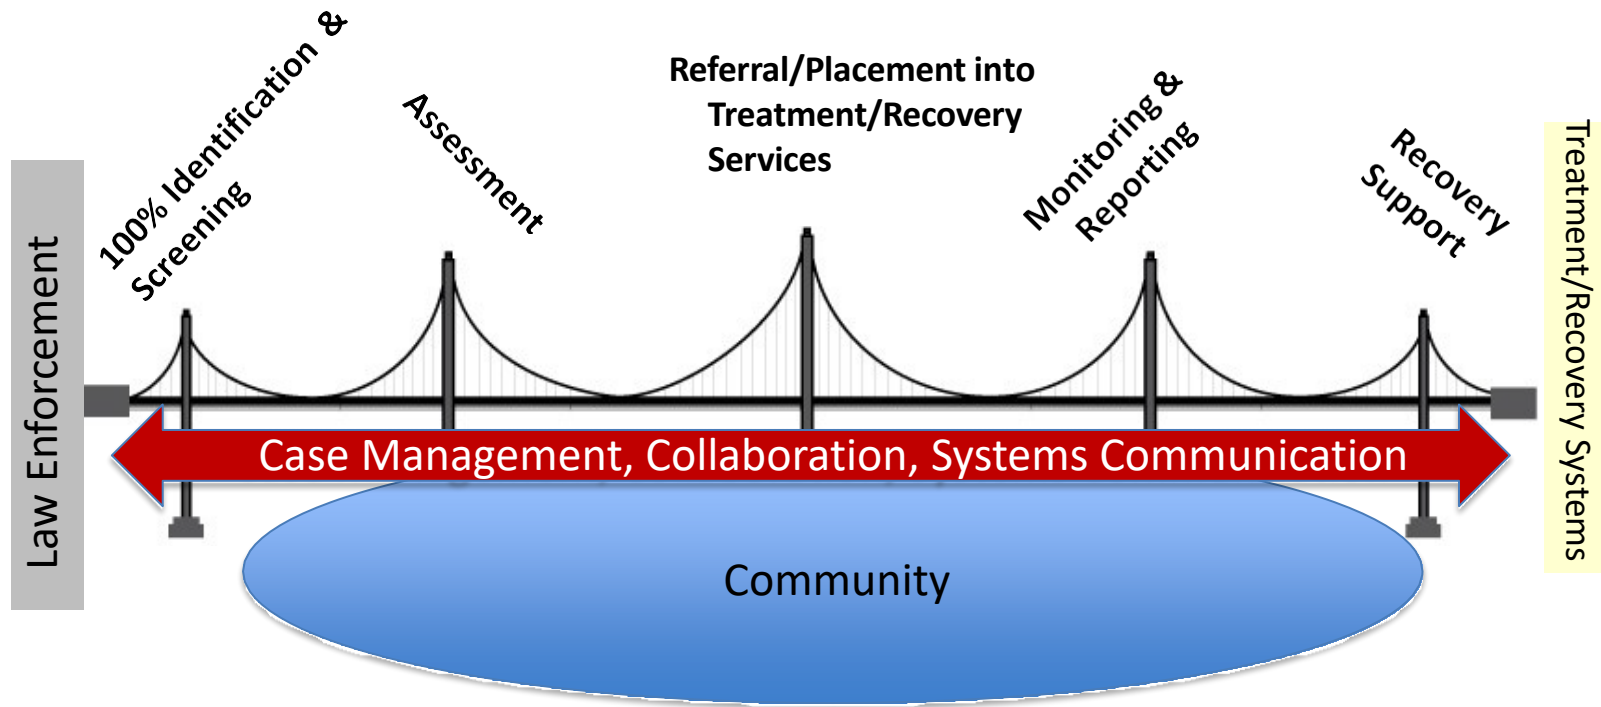 100% Identification &
Screening
Assessment
Referral/Placement into
Treatment/Recovery
Services
Monitoring &
Reporting
Recovery
Support
Law Enforcement
Treatment/Recovery Systems
Case Management, Collaboration, Systems Communication
Community